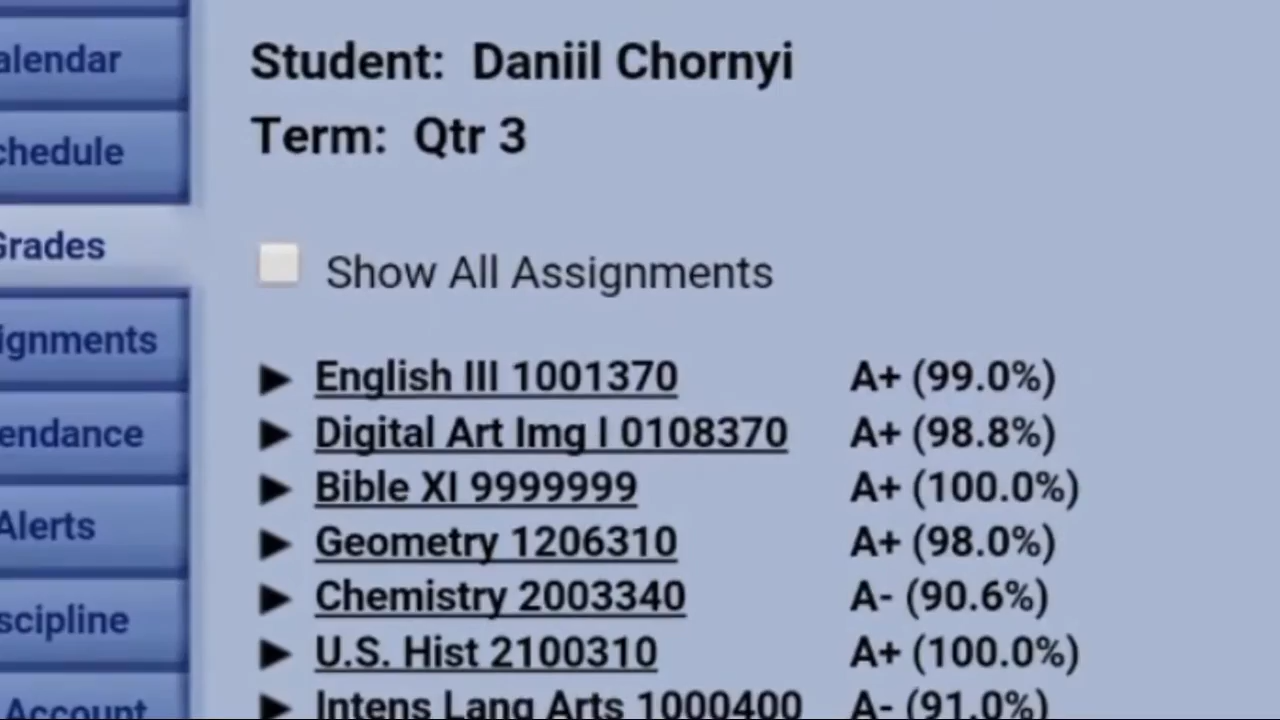 alendar
chedule
Grades
ignments
endance
Alerts
scipline
Account
Student: Daniil Chornyi
Term: Qtr 3
Show All Assignments
English III 1001370 A+ (99.0%)
Digital Art Img I 0108370 A+ (98.8%)
Bible XI 9999999 A+ (100.0%)
Geometry 1206310 A+ (98.0%)
Chemistry 2003340 A- (90.6%)
U.S. Hist 2100310 A+ (100.0%)
Intens Lang Arts 1000400 A- (91.0%)